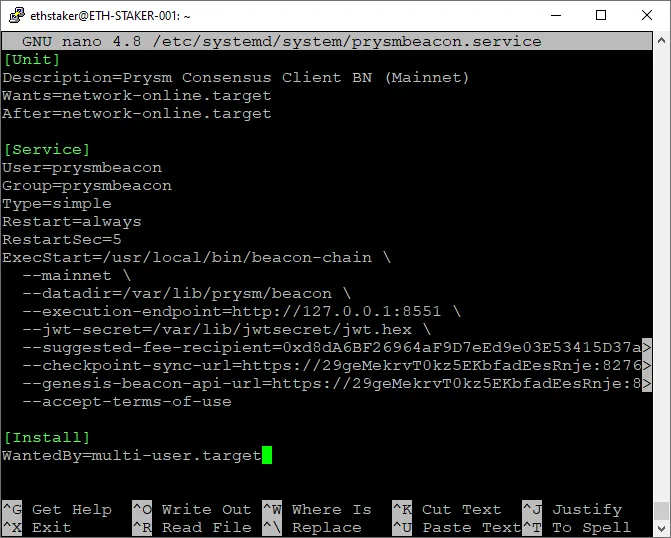 ethstaker@ETH-STAKER-001: ~
GNU nano 4.8 /etc/systemd/system/prysmbeacon.service
[Unit]
Description=Prysm Consensus Client BN (Mainnet)
Wants=network-online.target
After=network-online.target
[Service]
User=prysmbeacon
Group=prysmbeacon
Type=simple
Restart=always
RestartSec=5
ExecStart=/usr/local/bin/beacon-chain \
  --mainnet \
  --datadir=/var/lib/prysm/beacon \
  --execution-endpoint=http://127.0.0.1:8551 \
  --jwt-secret=/var/lib/jwtsecret/jwt.hex \
  --suggested-fee-recipient=0xd8dA6BF26964aF9D7eEd9e03E53415D37a>
  --checkpoint-sync-url=https://29geMekrvT0kz5EKbfadEesRnje:8276>
  --genesis-beacon-api-url=https://29geMekrvT0kz5EKbfadEesRnje:8>
  --accept-terms-of-use
[Install]
WantedBy=multi-user.target
^G Get Help ^O Write Out ^W Where Is ^K Cut Text ^J Justify
^X Exit ^R Read File ^\ Replace ^U Paste Text ^T To Spell